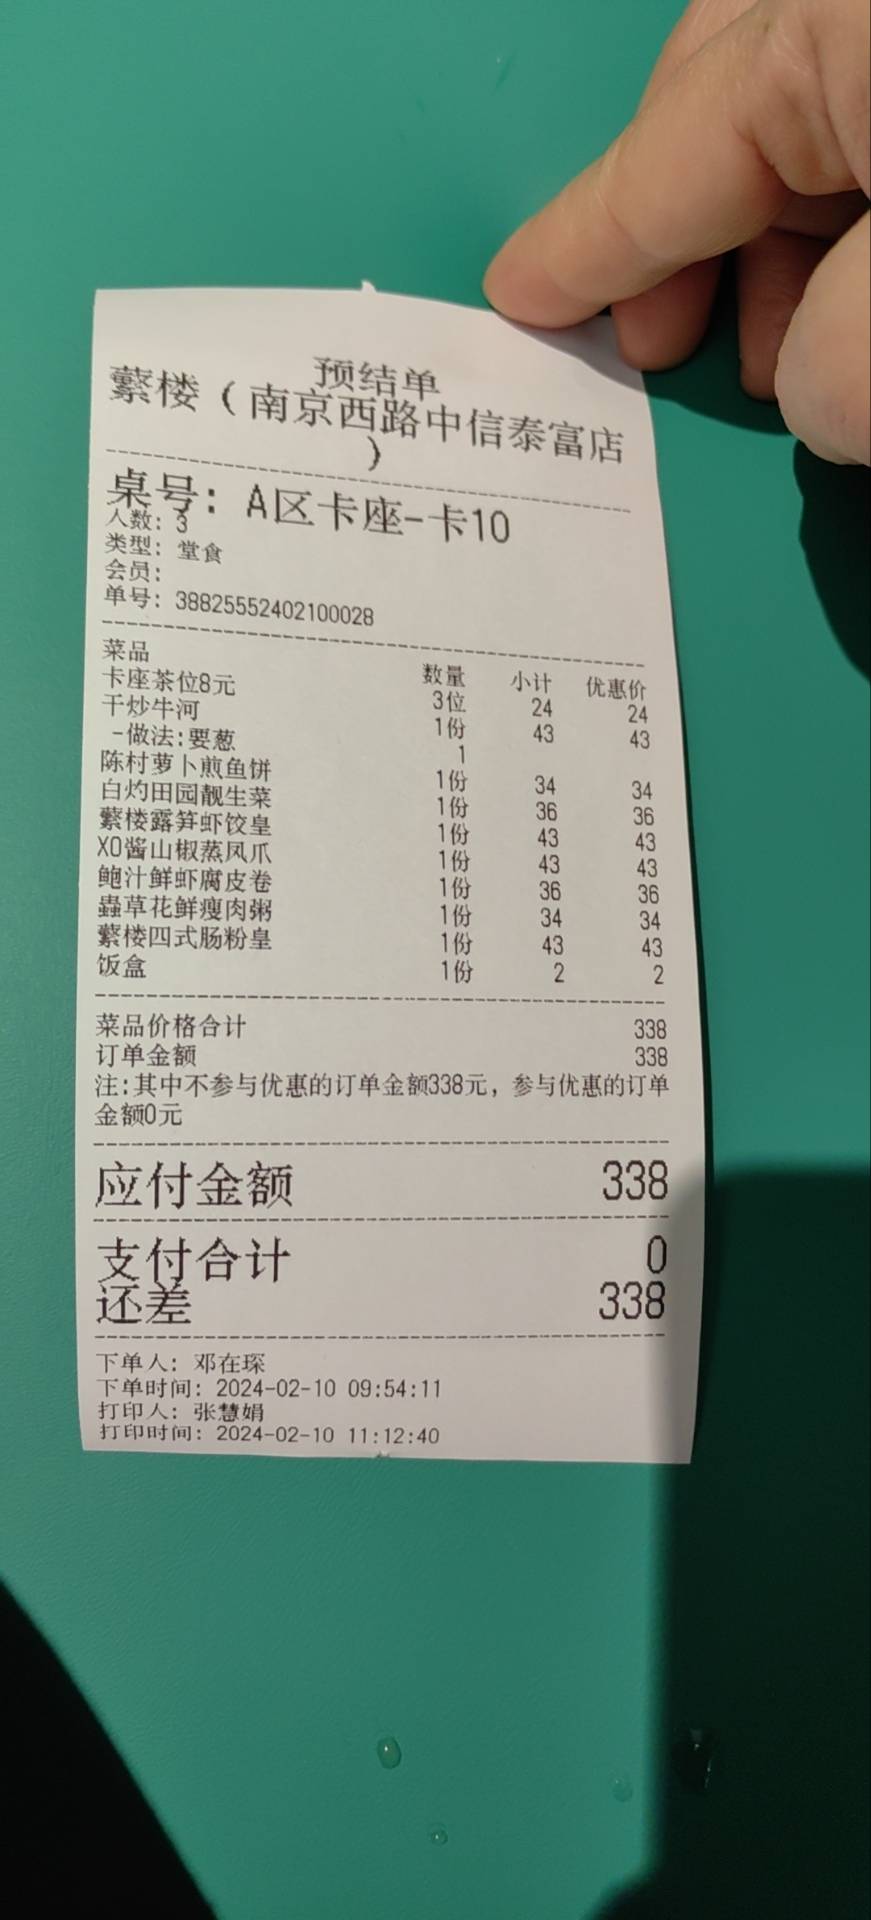 预结单
蘩楼（南京西路中信泰富店
）
桌号：A区卡座-卡10
人数：3
类型：堂食
会员：
单号：38825552402100028
菜品 数量 小计 优惠价
卡座茶位8元 3位 24 24
干炒牛河 1份 43 43
-做法:要葱 1
陈村萝卜煎鱼饼 1份 34 34
白灼田园靓生菜 1份 36 36
蘩楼露笋虾饺皇 1份 43 43
XO酱山椒蒸凤爪 1份 43 43
鲍汁鲜虾腐皮卷 1份 36 36
蟲草花鲜瘦肉粥 1份 34 34
蘩楼四式肠粉皇 1份 43 43
饭盒 1份 2 2
菜品价格合计 338
订单金额 338
注:其中不参与优惠的订单金额338元，参与优惠的订单
金额0元
应付金额 338
支付合计 0
还差 338
下单人：邓在琛
下单时间：2024-02-10 09:54:11
打印人：张慧娟
打印时间：2024-02-10 11:12:40